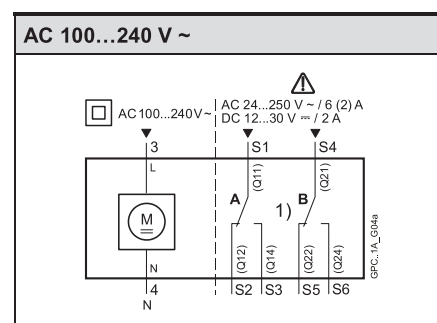 AC 100...240 V ~
AC 100...240V~
AC 24...250 V ~ / 6 (2) A
DC 12...30 V ⎓ / 2 A
3 S1 S4
L (Q11) (Q21)
A 1) B
M
N (Q12) (Q14) (Q22) (Q24)
4 S2 S3 S5 S6
N
GPC..1A_G04a